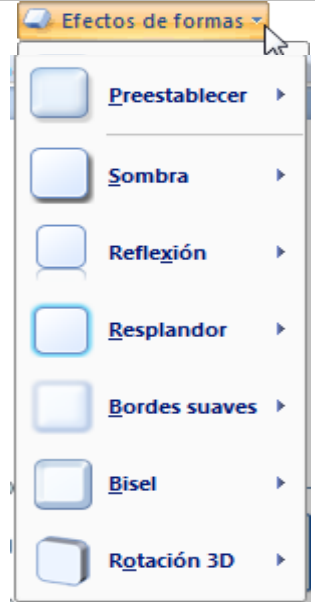 Efectos de formas
Preestablecer
Sombra
Reflexión
Resplandor
Bordes suaves
Bisel
Rotación 3D